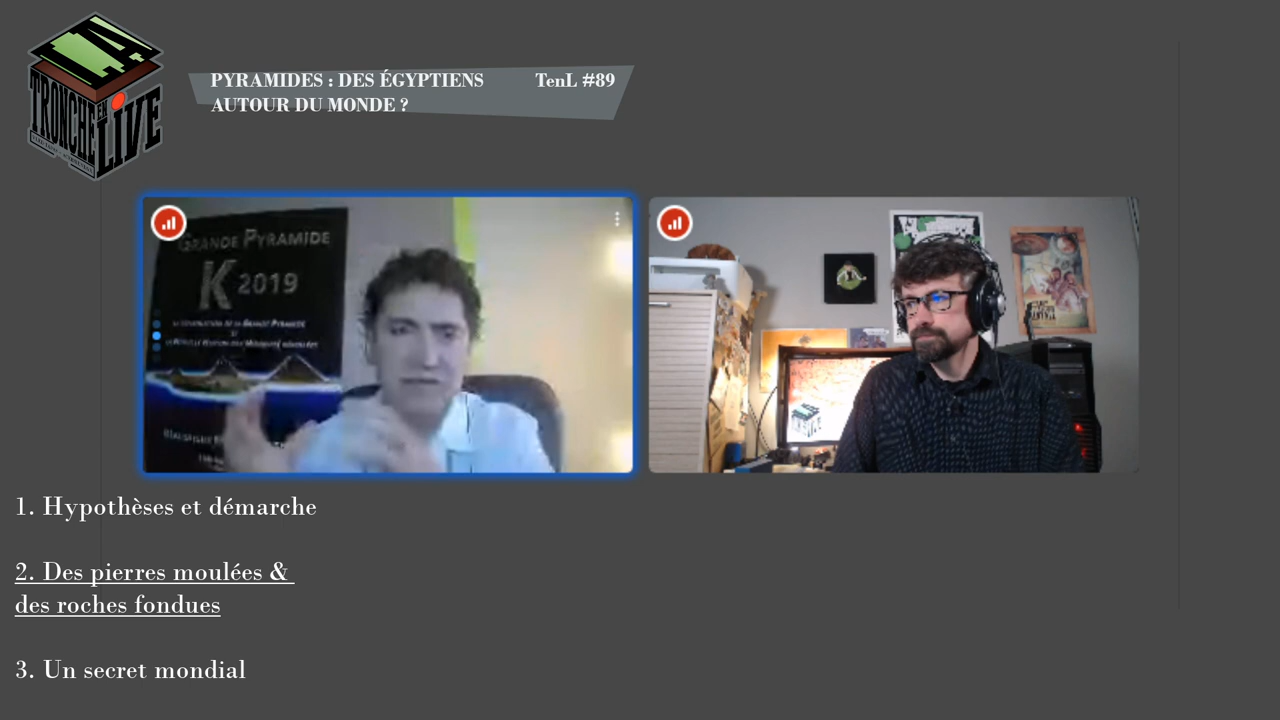 LA
TRONCHE
EN
LIVE
PYRAMIDES : DES ÉGYPTIENS
AUTOUR DU MONDE ?
TenL #89
GRANDE PYRAMIDE
K 2019
1. Hypothèses et démarche
2. Des pierres moulées &
des roches fondues
3. Un secret mondial